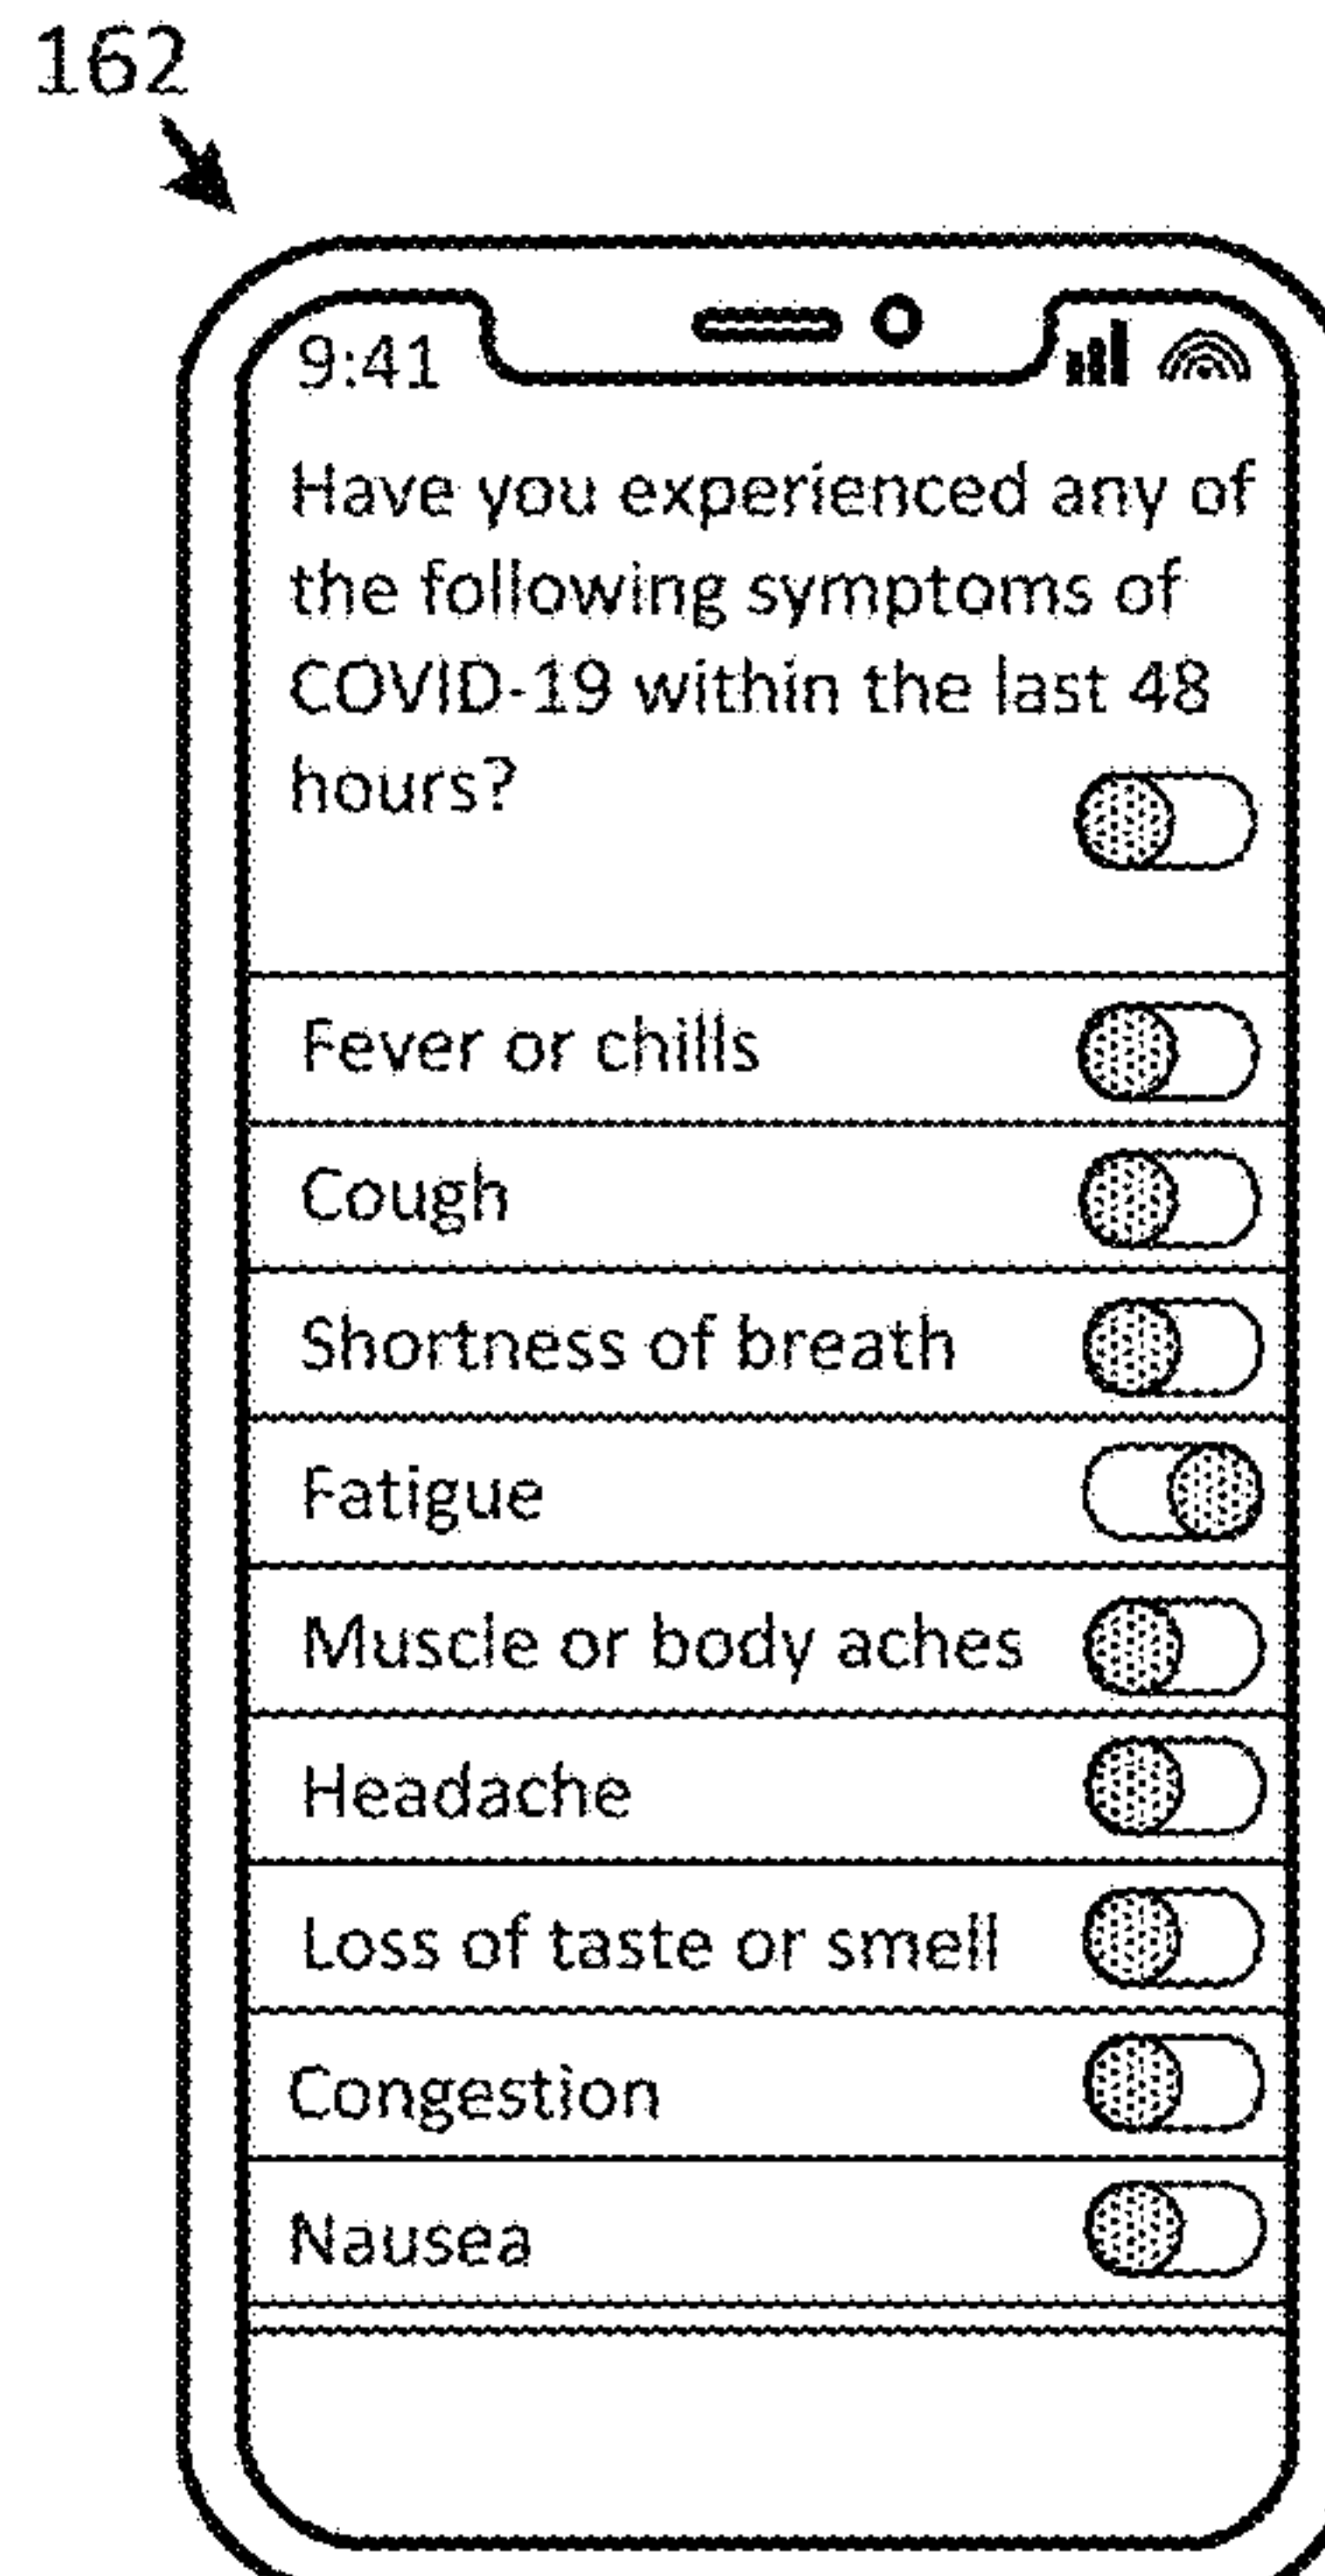 162
9:41
Have you experienced any of
the following symptoms of
COVID-19 within the last 48
hours?
Fever or chills
Cough
Shortness of breath
Fatigue
Muscle or body aches
Headache
Loss of taste or smell
Congestion
Nausea